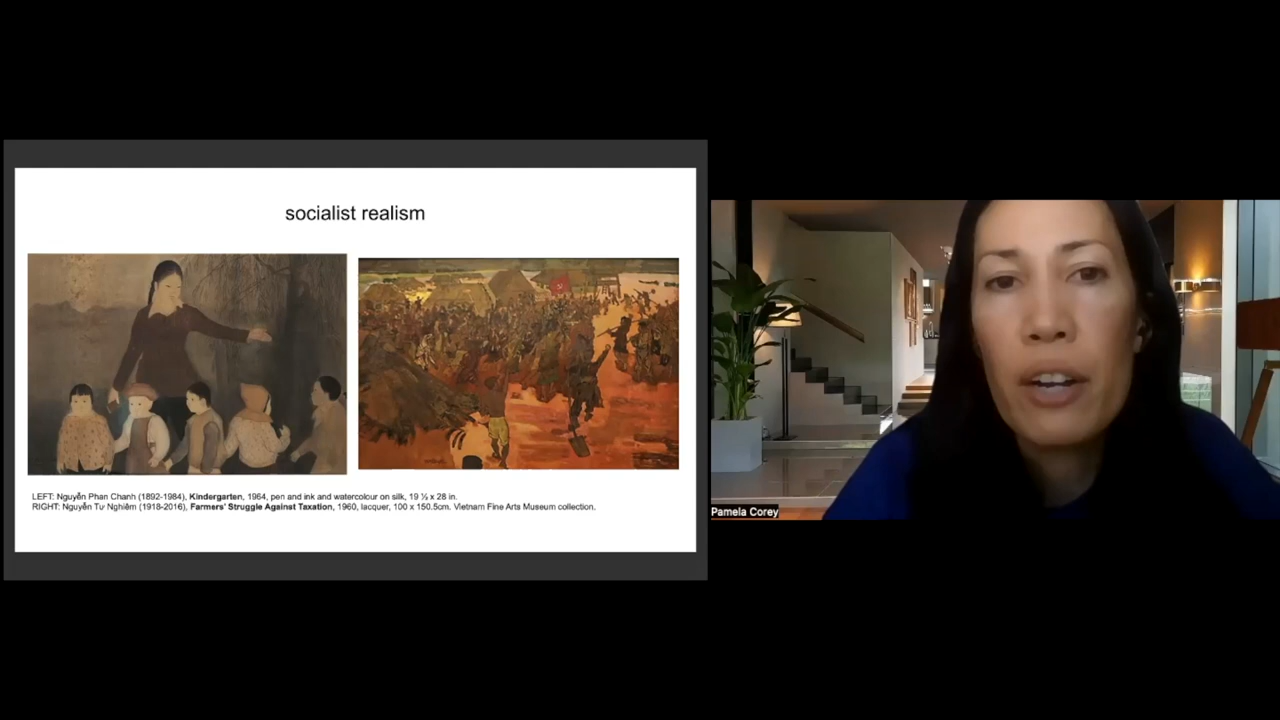 socialist realism
LEFT: Nguyễn Phan Chanh (1892-1984), Kindergarten, 1964, pen and ink and watercolour on silk, 19 ½ x 28 in.
RIGHT: Nguyễn Tư Nghiêm (1918-2016), Farmers' Struggle Against Taxation, 1960, lacquer, 100 x 150.5cm. Vietnam Fine Arts Museum collection.
Pamela Corey